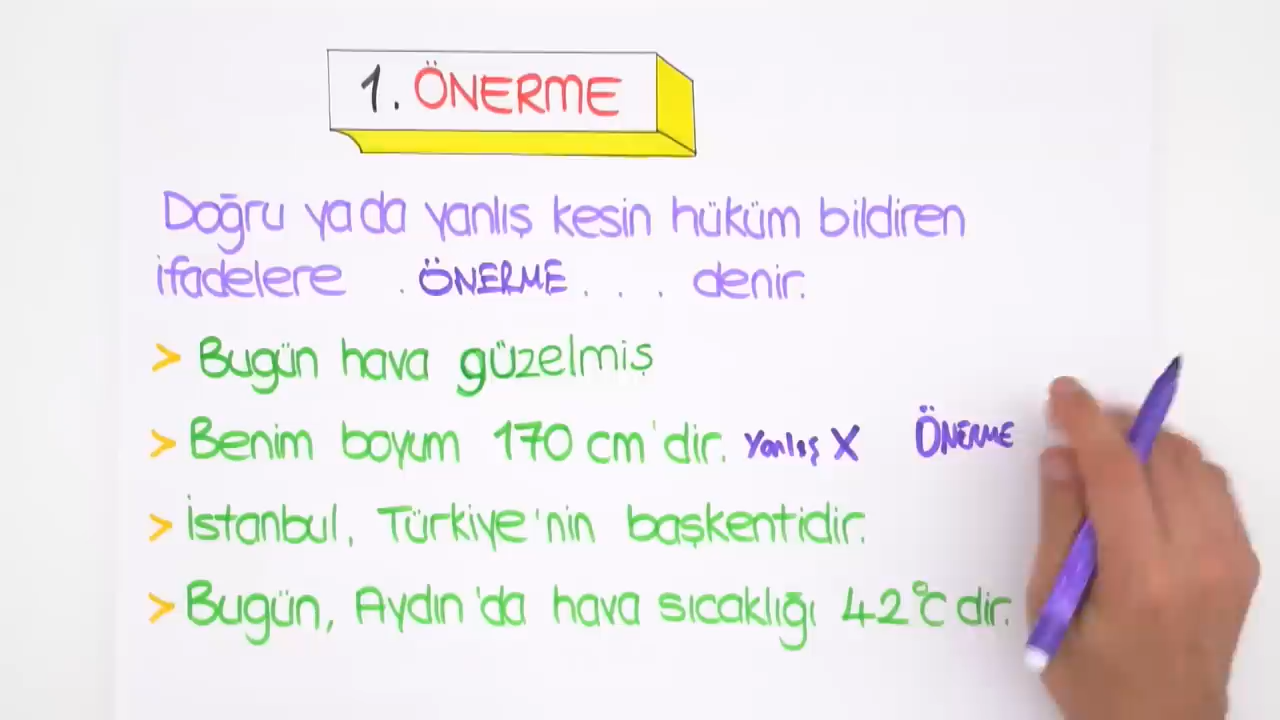 1. ÖNERME
Doğru ya da yanlış kesin hüküm bildiren
ifadelere . ÖNERME . . . denir.
> Bugün hava güzelmiş
> Benim boyum 170 cm'dir. Yanlış X ÖNERME
> İstanbul, Türkiye'nin başkentidir.
> Bugün, Aydın'da hava sıcaklığı 42°C dir.